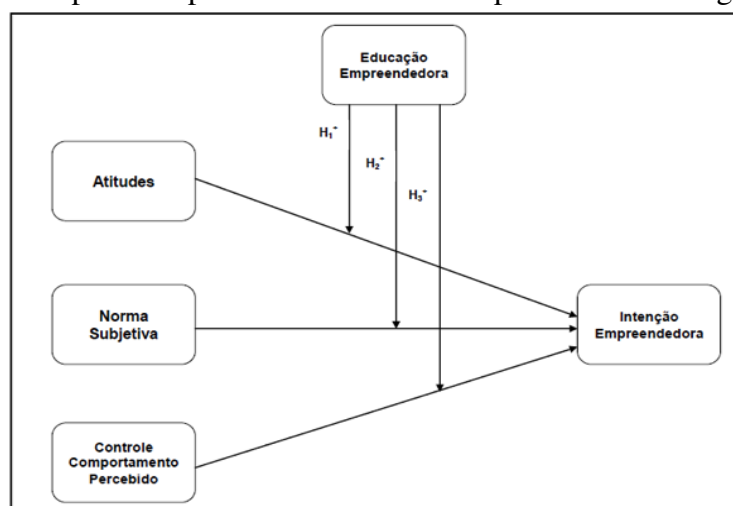 Educação
Empreendedora
H1+
H2+
H3+
Atitudes
Norma
Subjetiva
Intenção
Empreendedora
Controle
Comportamento
Percebido